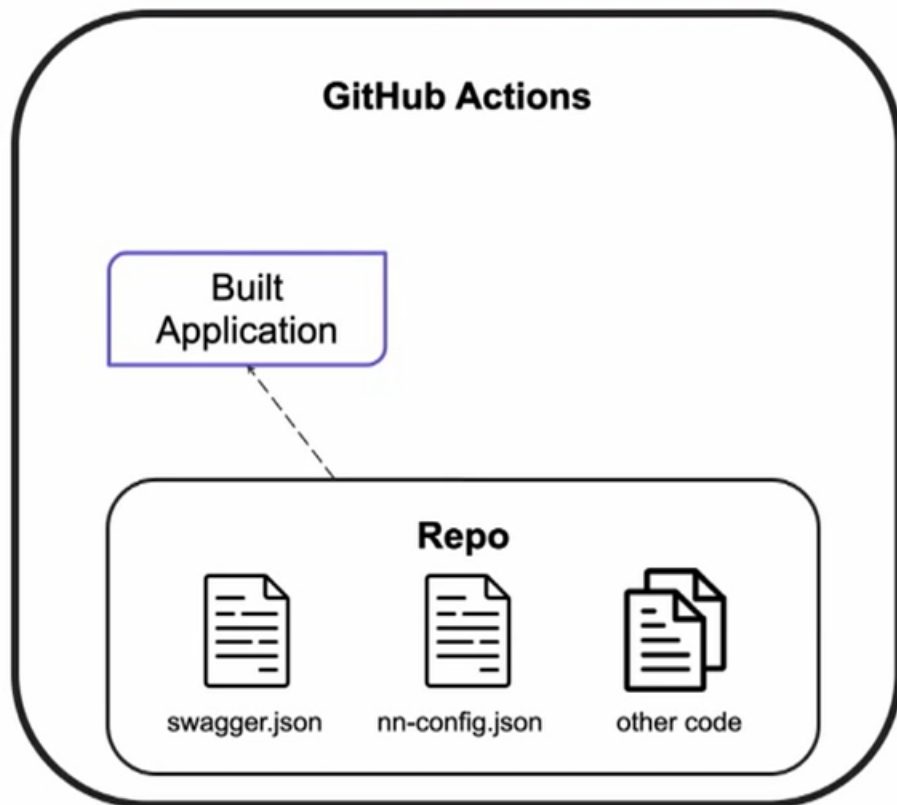 GitHub Actions
Built
Application
Repo
swagger.json
nn-config.json
other code